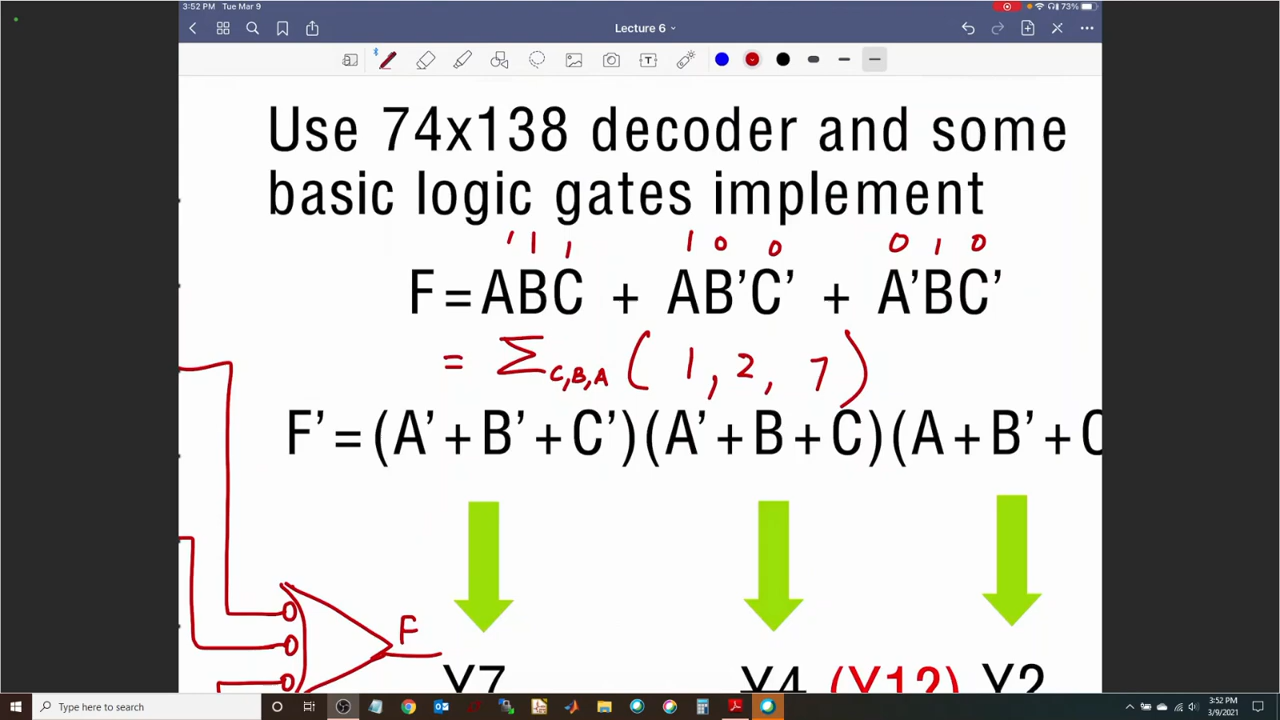 3:52 PM Tue Mar 9 73%
Lecture 6
Use 74x138 decoder and some
basic logic gates implement
1 1 1 1 0 0 0 1 0
F=ABC + AB’C’ + A’BC’
= Σ C,B,A (1, 2, 7)
F’=(A’+B’+C’)(A’+B+C)(A+B’+C
F
Y7 Y4 (Y12) Y2
Type here to search
3:52 PM
3/9/2021